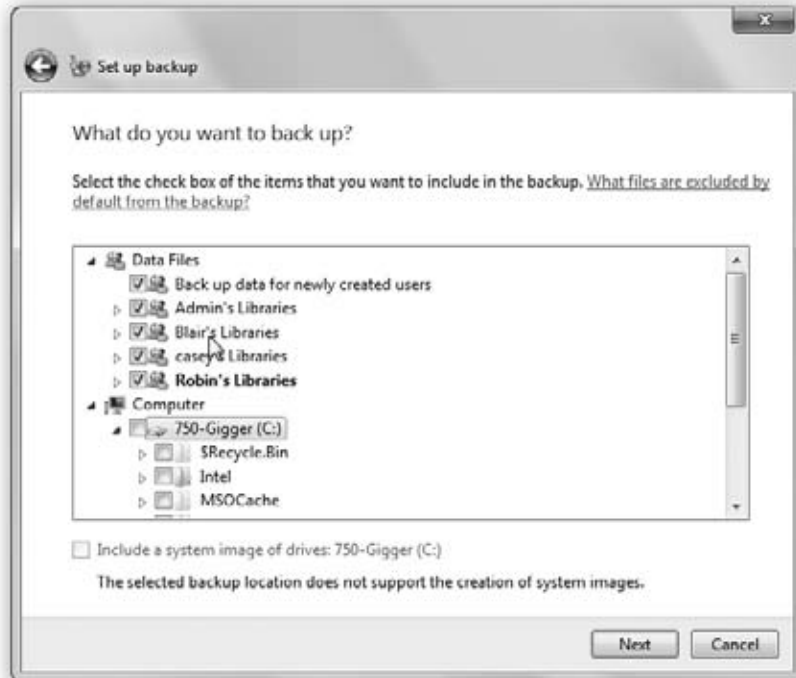 Set up backup
What do you want to back up?
Select the check box of the items that you want to include in the backup. What files are excluded by
default from the backup?
Data Files
Back up data for newly created users
Admin's Libraries
Blair's Libraries
casey's Libraries
Robin's Libraries
Computer
750-Gigger (C:)
$Recycle.Bin
Intel
MSOCache
Include a system image of drives: 750-Gigger (C:)
The selected backup location does not support the creation of system images.
Next
Cancel